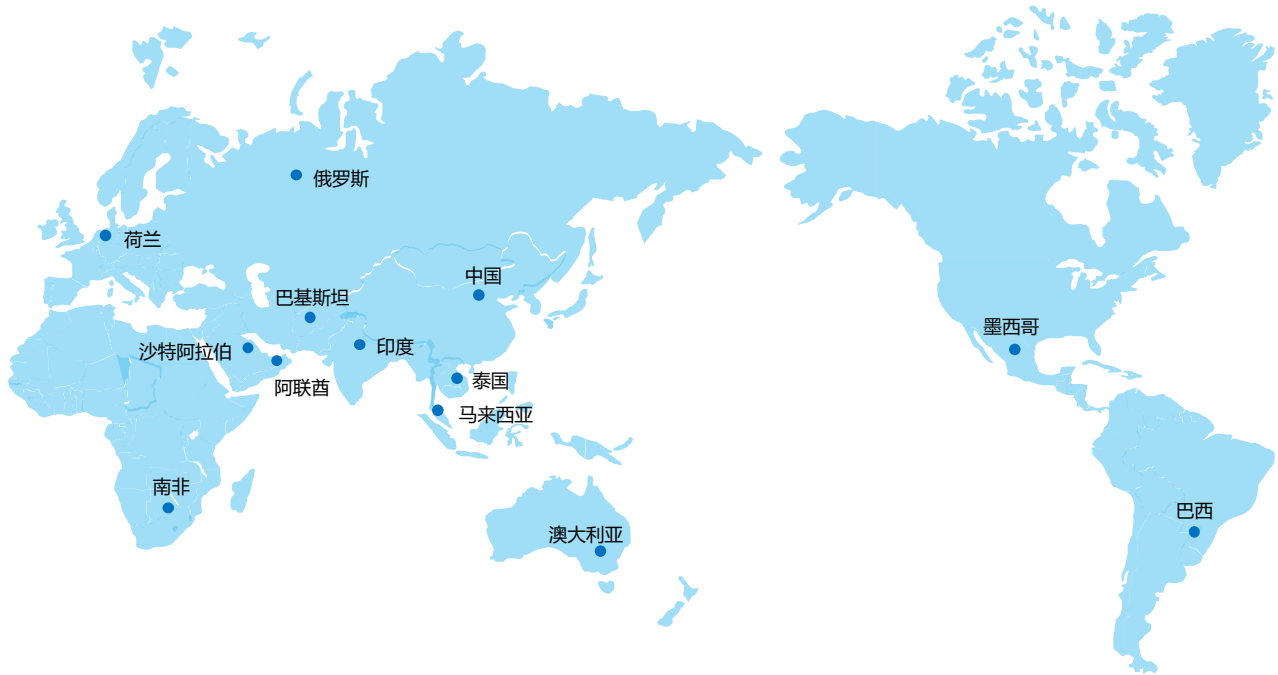 俄罗斯
荷兰
中国
巴基斯坦
墨西哥
沙特阿拉伯
印度
阿联酋
泰国
马来西亚
南非
巴西
澳大利亚